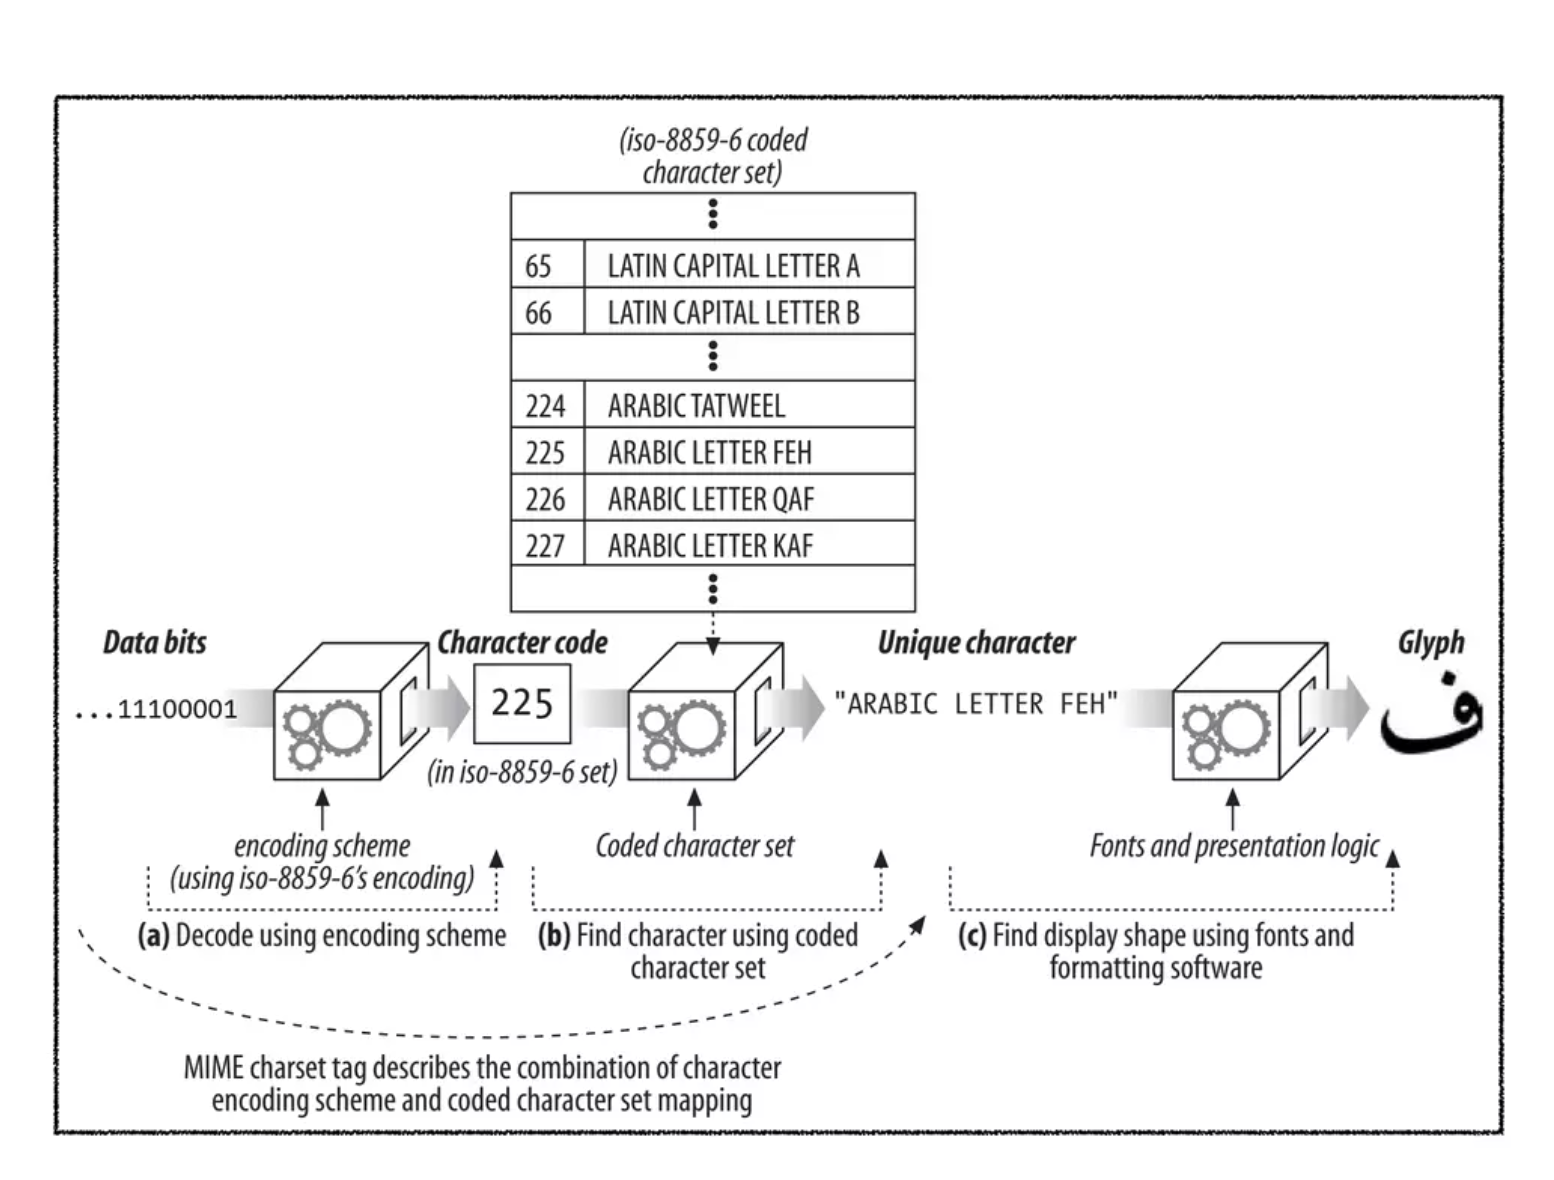 (iso-8859-6 coded
character set)
65 LATIN CAPITAL LETTER A
66 LATIN CAPITAL LETTER B
224 ARABIC TATWEEL
225 ARABIC LETTER FEH
226 ARABIC LETTER QAF
227 ARABIC LETTER KAF
Data bits
Character code
Unique character
Glyph
...11100001
225
"ARABIC LETTER FEH"
ف
(in iso-8859-6 set)
encoding scheme
(using iso-8859-6's encoding)
Coded character set
Fonts and presentation logic
(a) Decode using encoding scheme
(b) Find character using coded
character set
(c) Find display shape using fonts and
formatting software
MIME charset tag describes the combination of character
encoding scheme and coded character set mapping